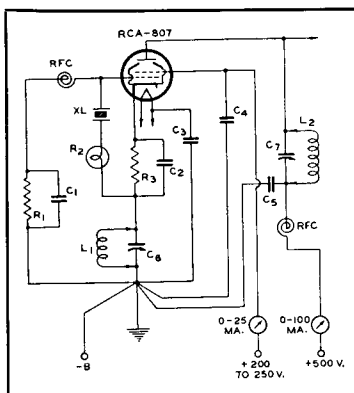 RCA-807
RFC
XL
R2
C4
C3
L2
C7
C2
R3
C5
C1
R1
L1
C6
RFC
0-25 MA.
0-100 MA.
-B
+200 TO 250 V.
+500 V.